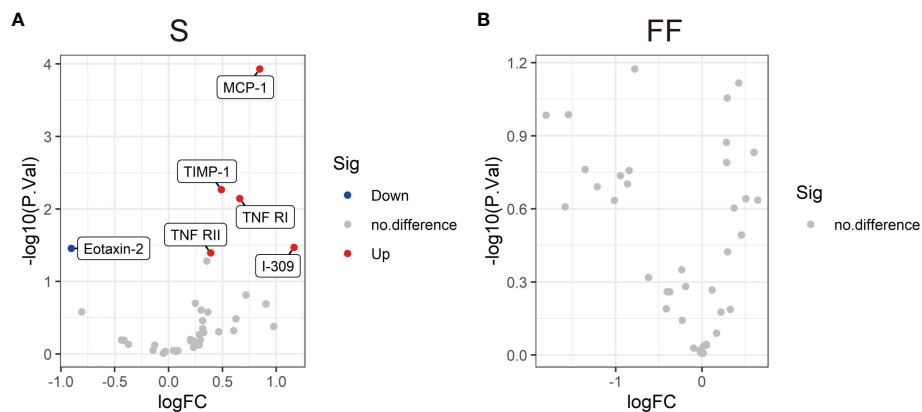 A
S
4
3
2
1
0
-log10(P.Val)
MCP-1
TIMP-1
TNF RI
TNF RII
Eotaxin-2
I-309
-1.0 -0.5 0.0 0.5 1.0
logFC
Sig
Down
no.difference
Up
B
FF
1.2
0.9
0.6
0.3
0.0
-log10(P.Val)
-1 0
logFC
Sig
no.difference